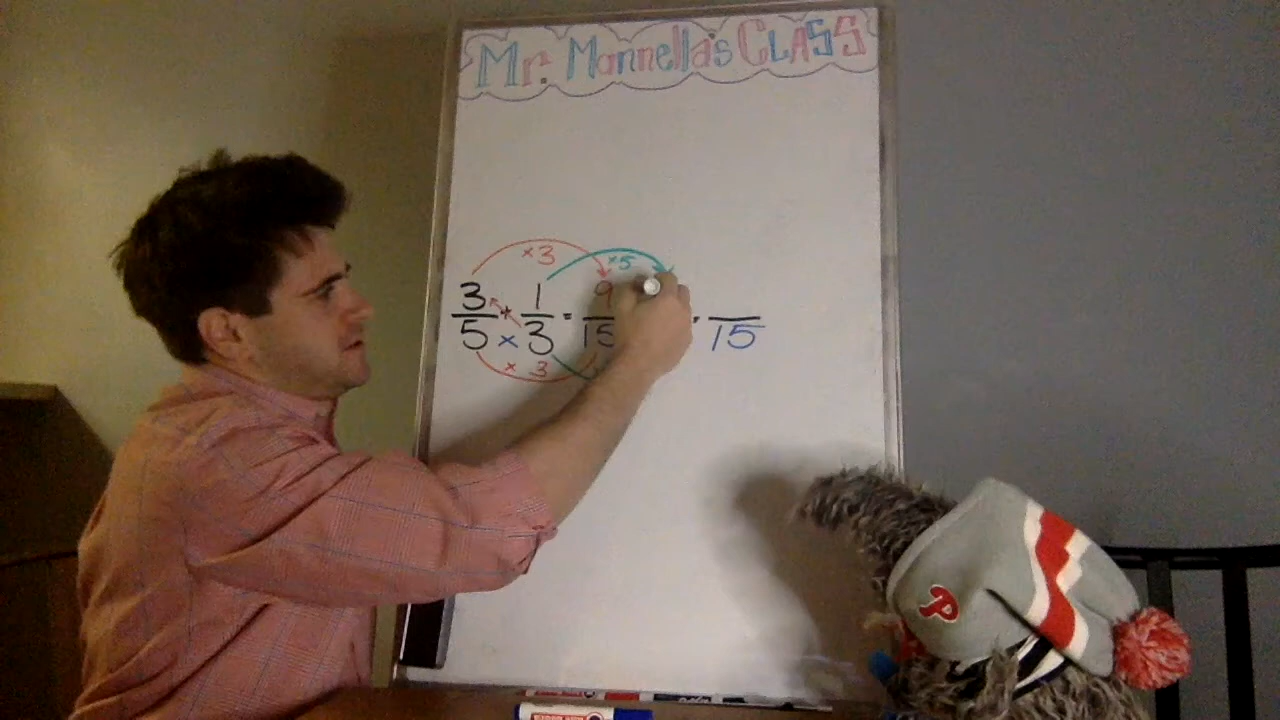 Mr. Mannella's CLASS
×3 ×5
3 + 1 = 9
5 × 3 15 15
× 3
P